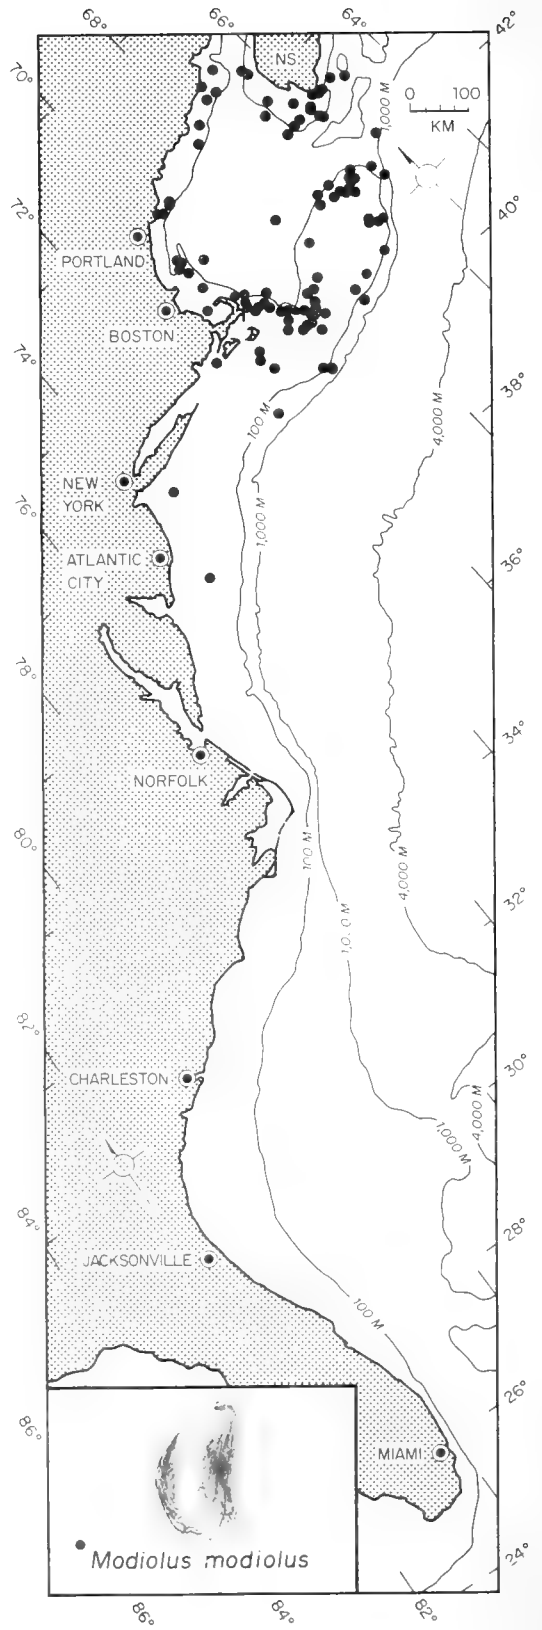 68°
66°
64°
42°
NS
70°
0 100
KM
1,000 M
72°
40°
PORTLAND
BOSTON
74°
38°
4,000 M
100 M
NEW
YORK
76°
1,000 M
ATLANTIC
CITY
36°
78°
34°
NORFOLK
80°
100 M
4,000 M
32°
82°
30°
CHARLESTON
4,000 M
1,000 M
84°
28°
JACKSONVILLE
100 M
26°
86°
MIAMI
Modiolus modiolus
24°
86°
84°
82°